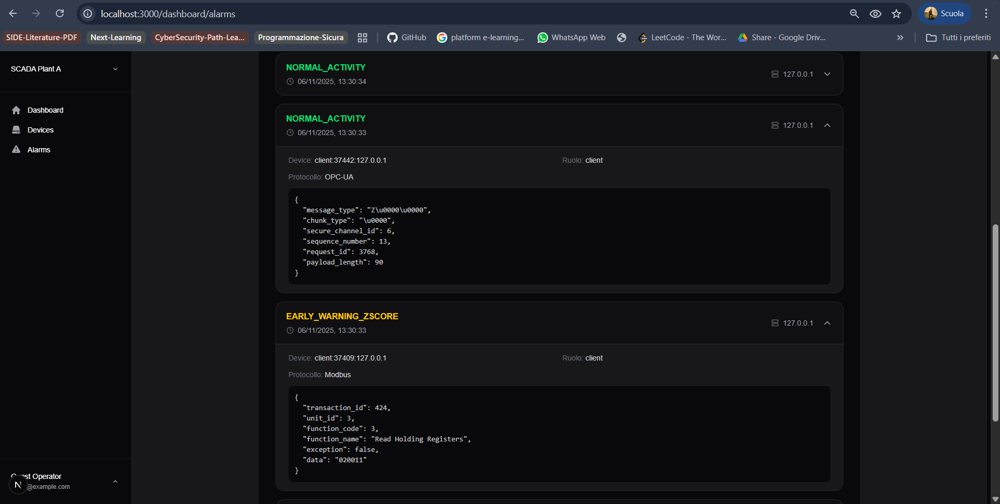 localhost:3000/dashboard/alarms
Scuola
SIDE-Literature-PDF
Next-Learning
CyberSecurity-Path-Lea...
Programmazione-Sicura
GitHub
platform e-learning...
WhatsApp Web
LeetCode - The Wor...
Share - Google Driv...
»
Tutti i preferiti
SCADA Plant A
Dashboard
Devices
Alarms
NORMAL_ACTIVITY
06/11/2025, 13:30:34
127.0.0.1
NORMAL_ACTIVITY
06/11/2025, 13:30:33
127.0.0.1
Device: client:37442:127.0.0.1
Ruolo: client
Protocollo: OPC-UA
{
"message_type": "Z\u0000\u0000",
"chunk_type": "\u0000",
"secure_channel_id": 6,
"sequence_number": 13,
"request_id": 3768,
"payload_length": 90
}
EARLY_WARNING_ZSCORE
06/11/2025, 13:30:33
127.0.0.1
Device: client:37409:127.0.0.1
Ruolo: client
Protocollo: Modbus
{
"transaction_id": 424,
"unit_id": 3,
"function_code": 3,
"function_name": "Read Holding Registers",
"exception": false,
"data": "020011"
}
Operator
N
@example.com